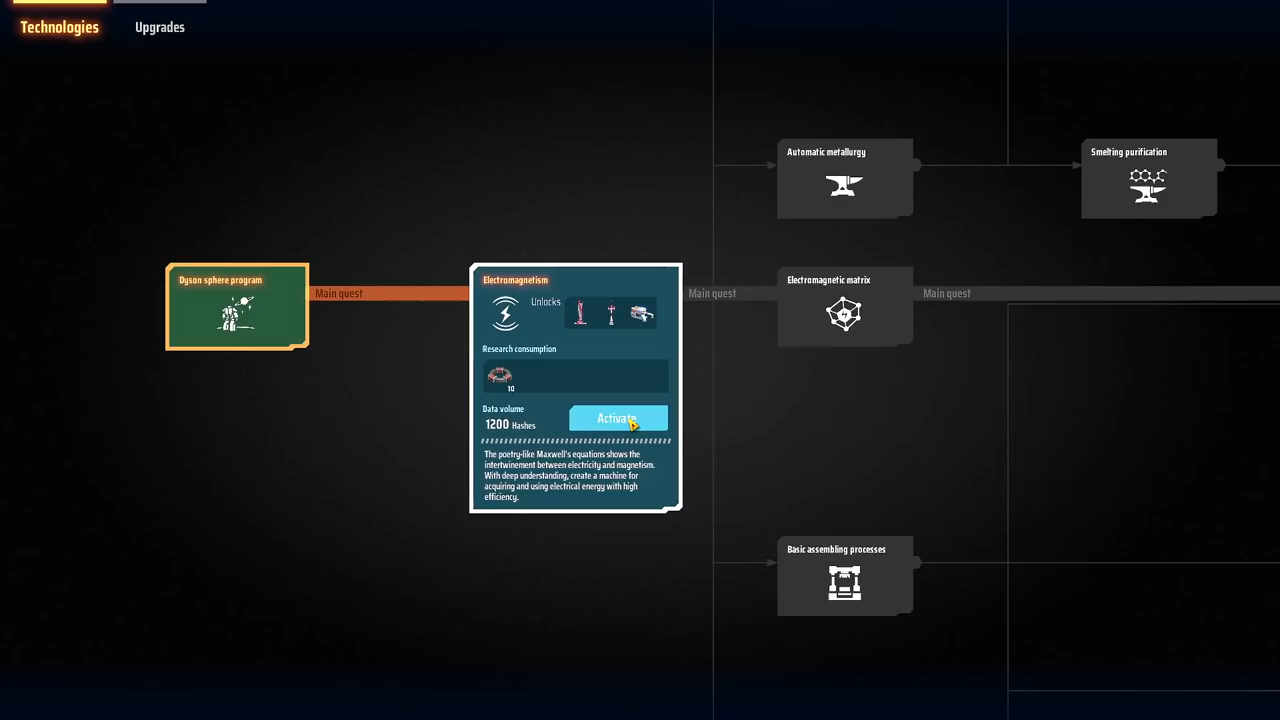 Technologies
Upgrades
Automatic metallurgy
Smelting purification
Dyson sphere program
Main quest
Electromagnetism
Unlocks
Research consumption
10
Data volume
1200 Hashes
Activate
The poetry-like Maxwell's equations shows the
intertwinement between electricity and magnetism.
With deep understanding, create a machine for
acquiring and using electrical energy with high
efficiency.
Main quest
Electromagnetic matrix
Main quest
Basic assembling processes